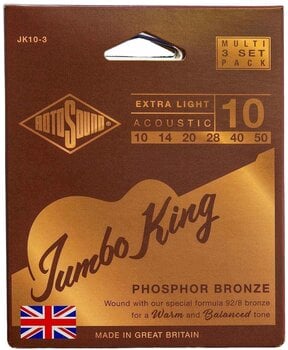 JK10-3
MULTI
3 SET
PACK
ROTOSOUND
EXTRA LIGHT
ACOUSTIC
10
10 14 20 28 40 50
Jumbo King
PHOSPHOR BRONZE
Wound with our special formula 92/8 bronze
for a Warm and Balanced tone
MADE IN GREAT BRITAIN